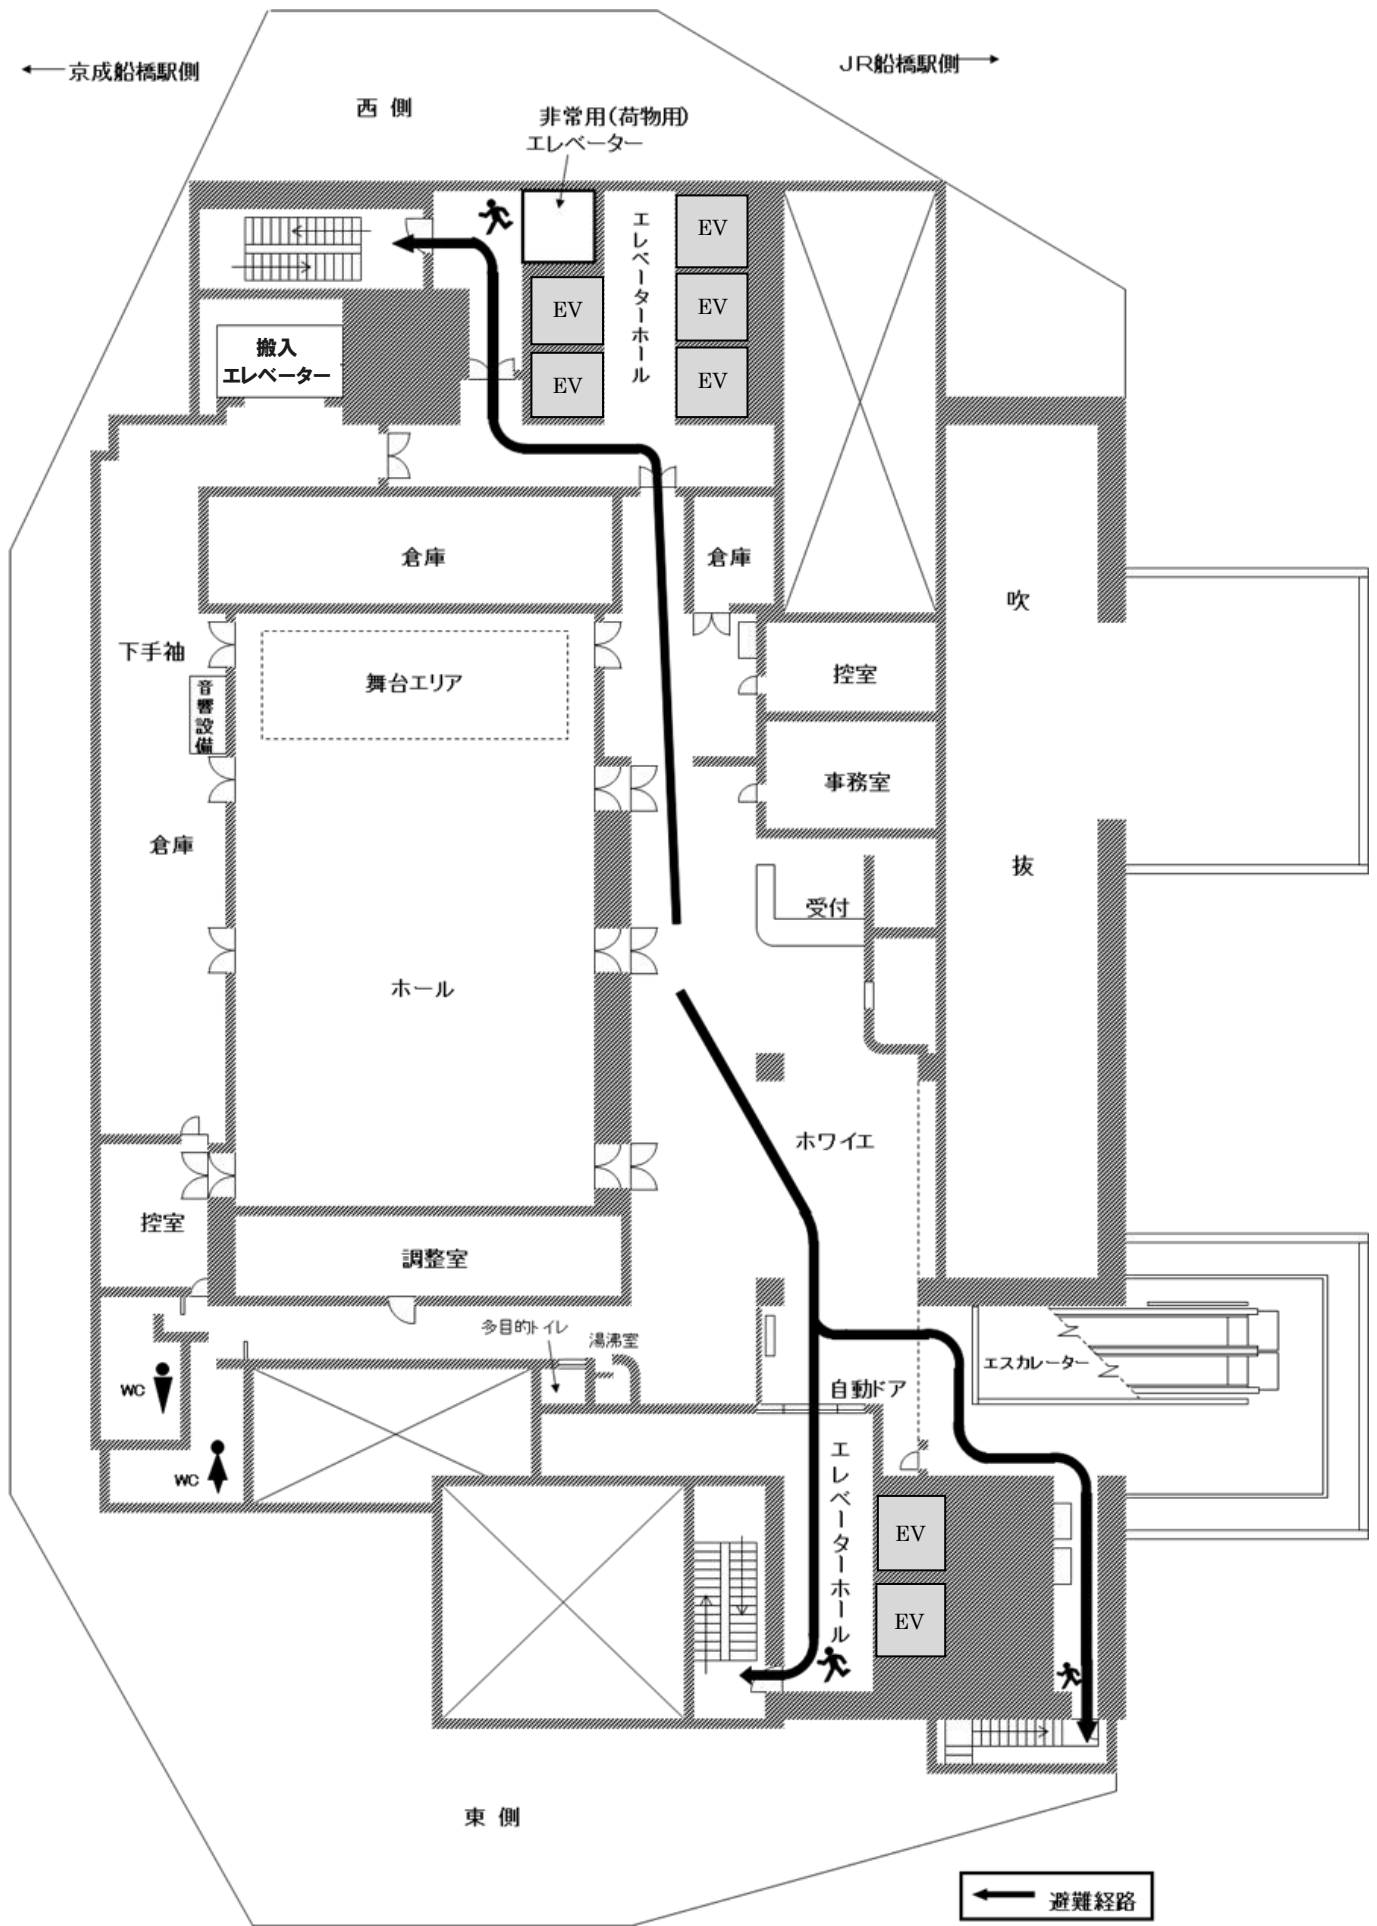 京成船橋駅側
JR船橋駅側
西側
非常用(荷物用)
エレベーター
エレベーターホール
EV
EV
EV
EV
EV
搬入
エレベーター
倉庫
倉庫
吹
抜
下手袖
舞台エリア
控室
音響設備
事務室
倉庫
受付
ホール
ホワイエ
控室
調整室
多目的トイレ
湯沸室
エスカレーター
WC
自動ドア
WC
エレベーターホール
EV
EV
東側
避難経路